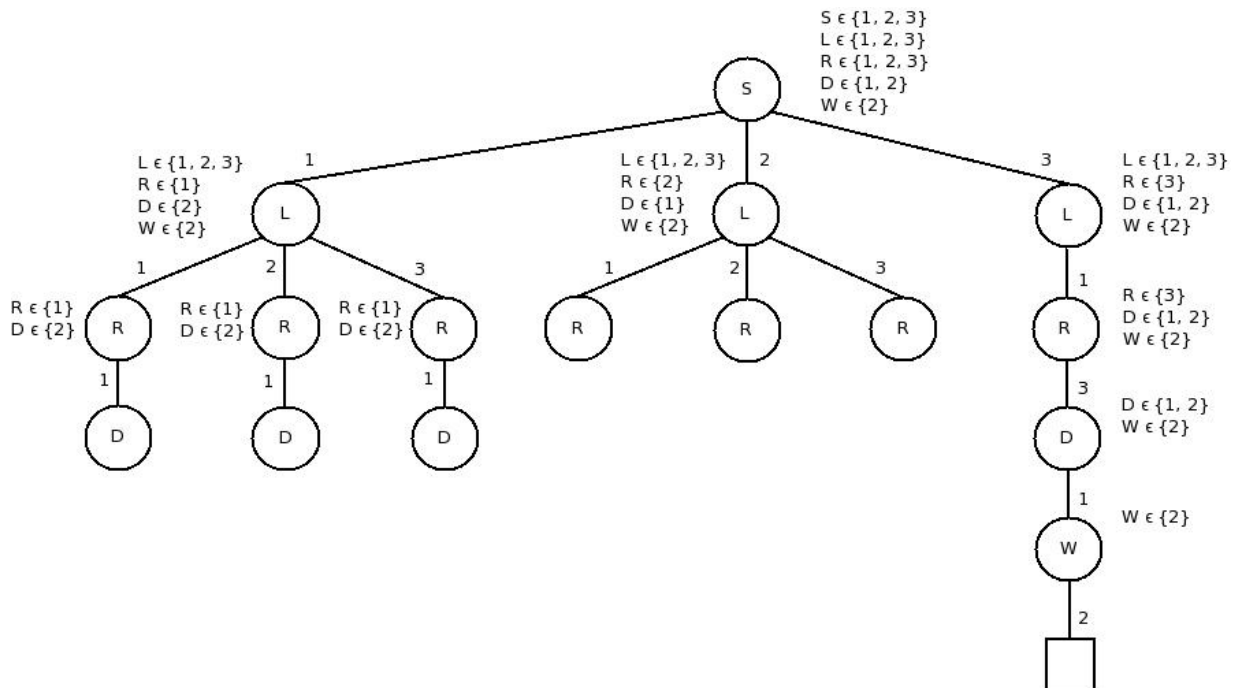 S ϵ {1, 2, 3}
L ϵ {1, 2, 3}
R ϵ {1, 2, 3}
D ϵ {1, 2}
W ϵ {2}
S
1
2
3
L ϵ {1, 2, 3}
R ϵ {1}
D ϵ {2}
W ϵ {2}
L
L ϵ {1, 2, 3}
R ϵ {2}
D ϵ {1}
W ϵ {2}
L
L ϵ {1, 2, 3}
R ϵ {3}
D ϵ {1, 2}
W ϵ {2}
L
1
2
3
1
2
3
1
R ϵ {1}
D ϵ {2}
R
R ϵ {1}
D ϵ {2}
R
R ϵ {1}
D ϵ {2}
R
R
R
R
R
R ϵ {3}
D ϵ {1, 2}
W ϵ {2}
1
1
1
3
D
D
D
D
D ϵ {1, 2}
W ϵ {2}
1
W
W ϵ {2}
2